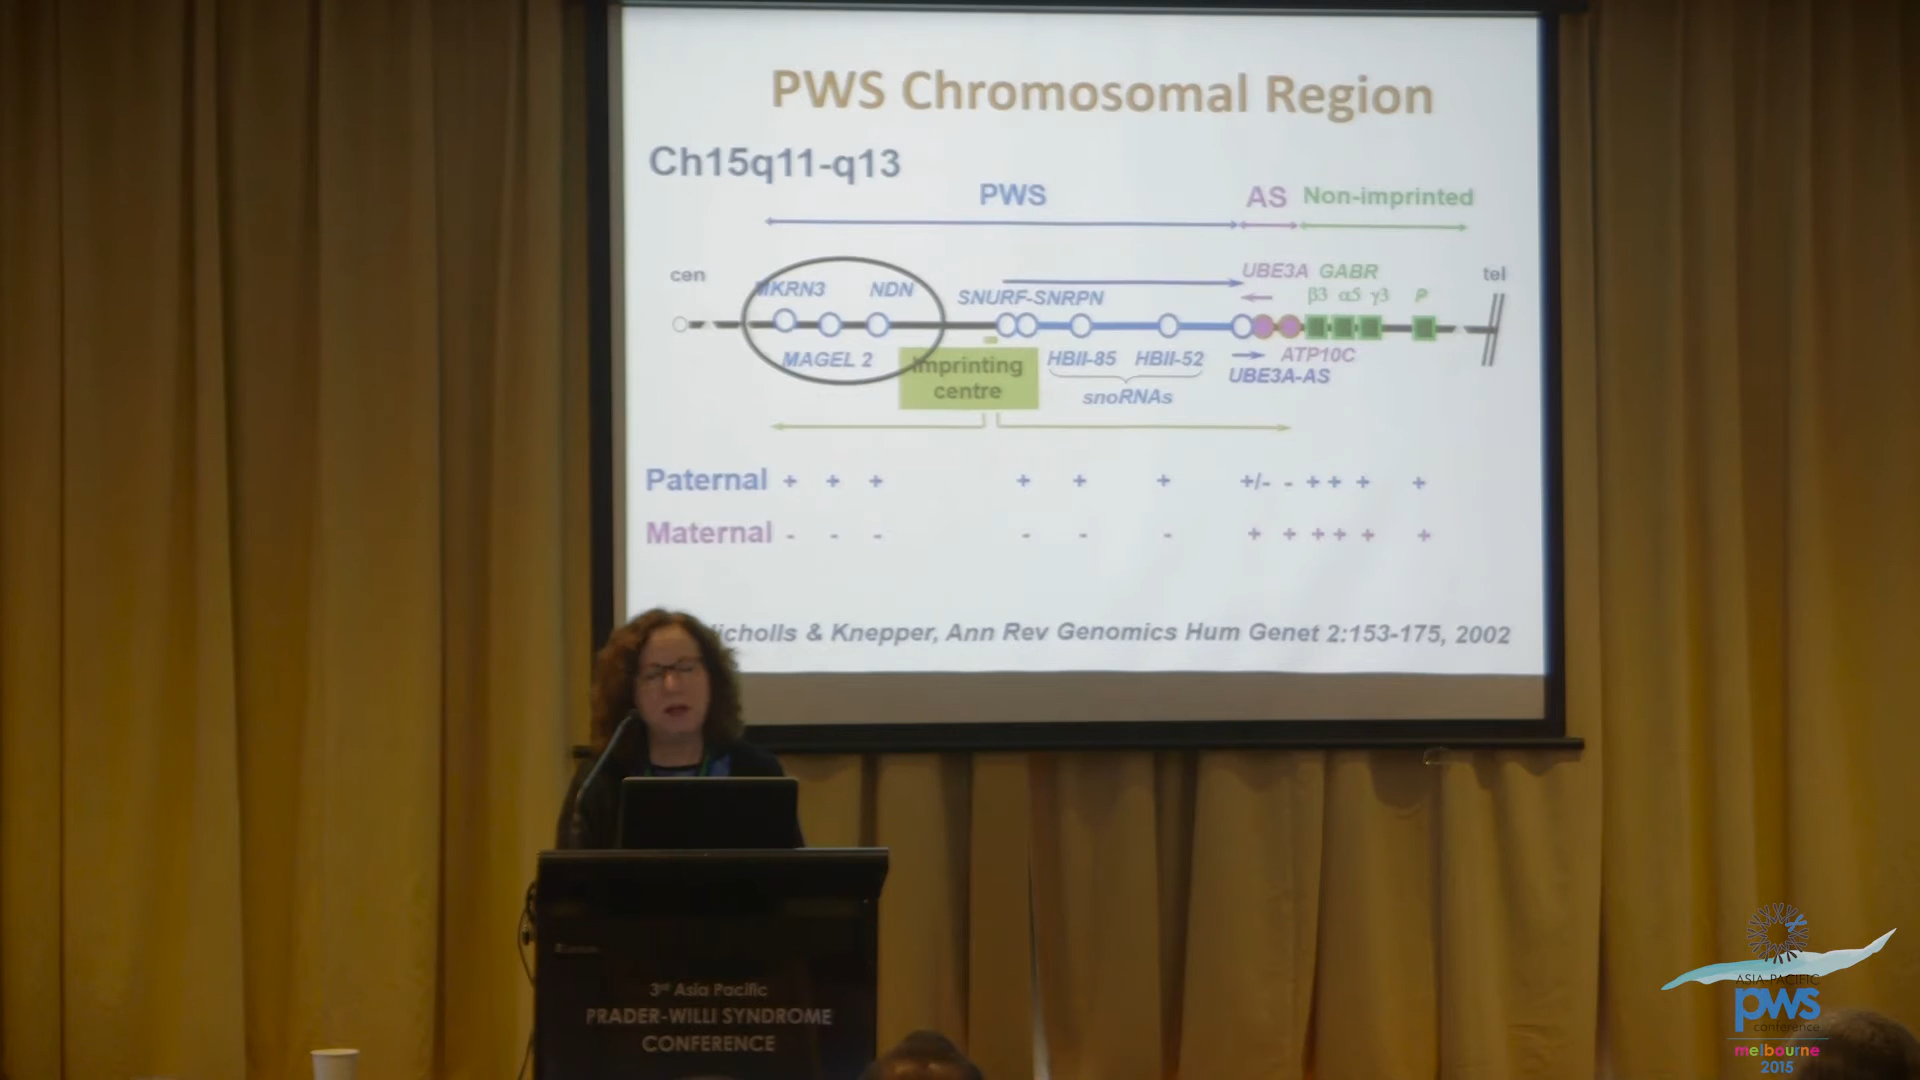 PWS Chromosomal Region
Ch15q11-q13
PWS AS Non-imprinted
cen UBE3A GABR tel
MKRN3 NDN SNURF-SNRPN β3 α5 γ3 P
MAGEL 2 Imprinting centre HBII-85 HBII-52 ATP10C
UBE3A-AS
snoRNAs
Paternal + + + + + + +/- - + + + +
Maternal - - - - - - + + + + + +
icholls & Knepper, Ann Rev Genomics Hum Genet 2:153-175, 2002
3rd Asia Pacific
PRADER-WILLI SYNDROME
CONFERENCE
ASIA-PACIFIC
pws
conference
melbourne
2015